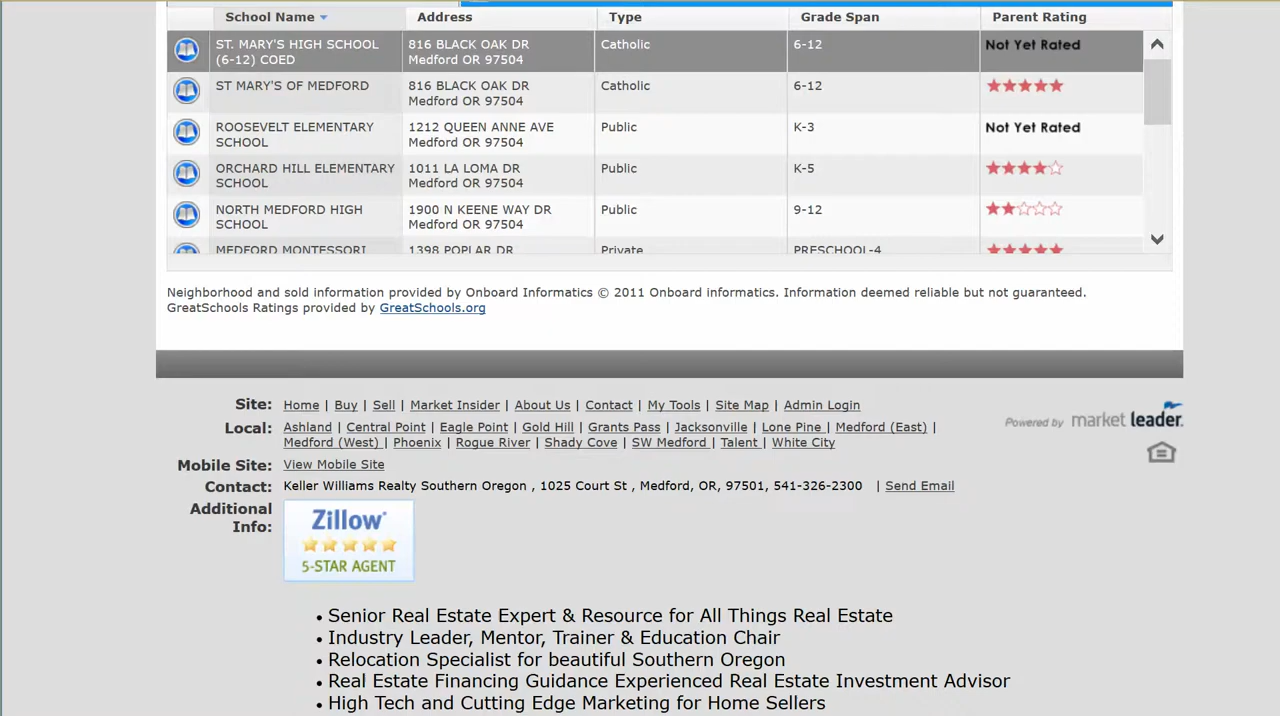 School Name Address Type Grade Span Parent Rating
ST. MARY'S HIGH SCHOOL (6-12) COED 816 BLACK OAK DR Medford OR 97504 Catholic 6-12 Not Yet Rated
ST MARY'S OF MEDFORD 816 BLACK OAK DR Medford OR 97504 Catholic 6-12
ROOSEVELT ELEMENTARY SCHOOL 1212 QUEEN ANNE AVE Medford OR 97504 Public K-3 Not Yet Rated
ORCHARD HILL ELEMENTARY SCHOOL 1011 LA LOMA DR Medford OR 97504 Public K-5
NORTH MEDFORD HIGH SCHOOL 1900 N KEENE WAY DR Medford OR 97504 Public 9-12
MEDFORD MONTESSORI 1398 POPLAR DR Private PRESCHOOL-4
Neighborhood and sold information provided by Onboard Informatics © 2011 Onboard informatics. Information deemed reliable but not guaranteed.
GreatSchools Ratings provided by GreatSchools.org
Site: Home | Buy | Sell | Market Insider | About Us | Contact | My Tools | Site Map | Admin Login
Local: Ashland | Central Point | Eagle Point | Gold Hill | Grants Pass | Jacksonville | Lone Pine | Medford (East) |
Medford (West) | Phoenix | Rogue River | Shady Cove | SW Medford | Talent | White City
Powered by market leader
Mobile Site: View Mobile Site
Contact: Keller Williams Realty Southern Oregon , 1025 Court St , Medford, OR, 97501, 541-326-2300 | Send Email
Additional Info:
Zillow
5-STAR AGENT
• Senior Real Estate Expert & Resource for All Things Real Estate
• Industry Leader, Mentor, Trainer & Education Chair
• Relocation Specialist for beautiful Southern Oregon
• Real Estate Financing Guidance Experienced Real Estate Investment Advisor
• High Tech and Cutting Edge Marketing for Home Sellers